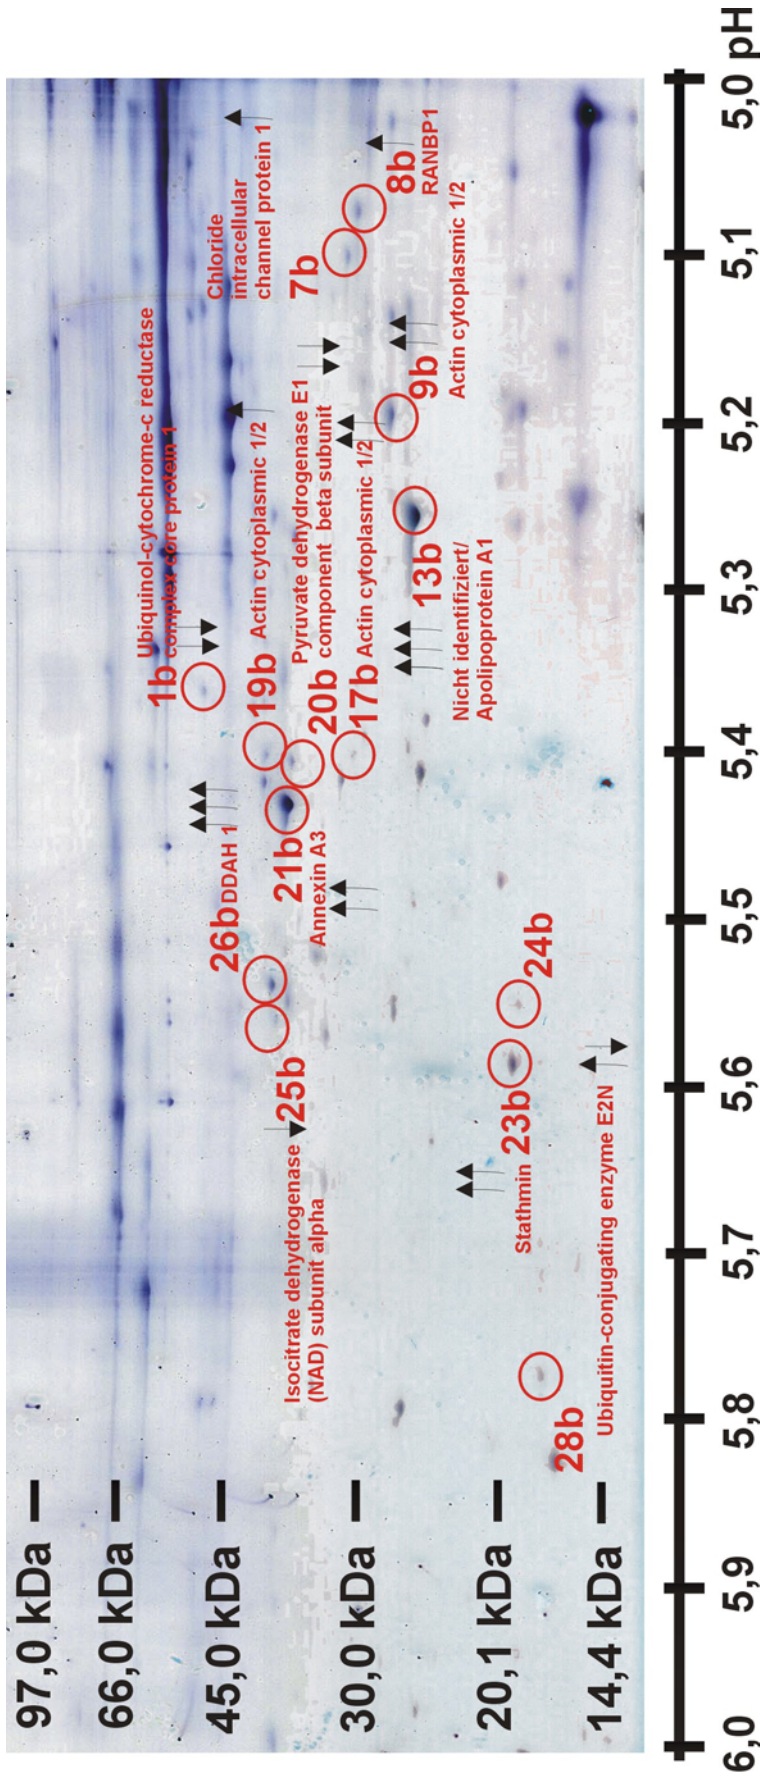 97,0 kDa
66,0 kDa
45,0 kDa
30,0 kDa
20,1 kDa
14,4 kDa
Ubiquinol-cytochrome-c reductase
complex core protein 1
1b
Chloride
intracellular
channel protein 1
26b
DDAH 1
19b
Actin cytoplasmic 1/2
25b
Isocitrate dehydrogenase
(NAD) subunit alpha
21b
Annexin A3
20b
Pyruvate dehydrogenase E1
component beta subunit
7b
17b
Actin cytoplasmic 1/2
8b
RANBP1
13b
Nicht identifiziert/
Apolipoprotein A1
9b
Actin cytoplasmic 1/2
23b
Stathmin
24b
28b
Ubiquitin-conjugating enzyme E2N
6,0
5,9
5,8
5,7
5,6
5,5
5,4
5,3
5,2
5,1
5,0 pH